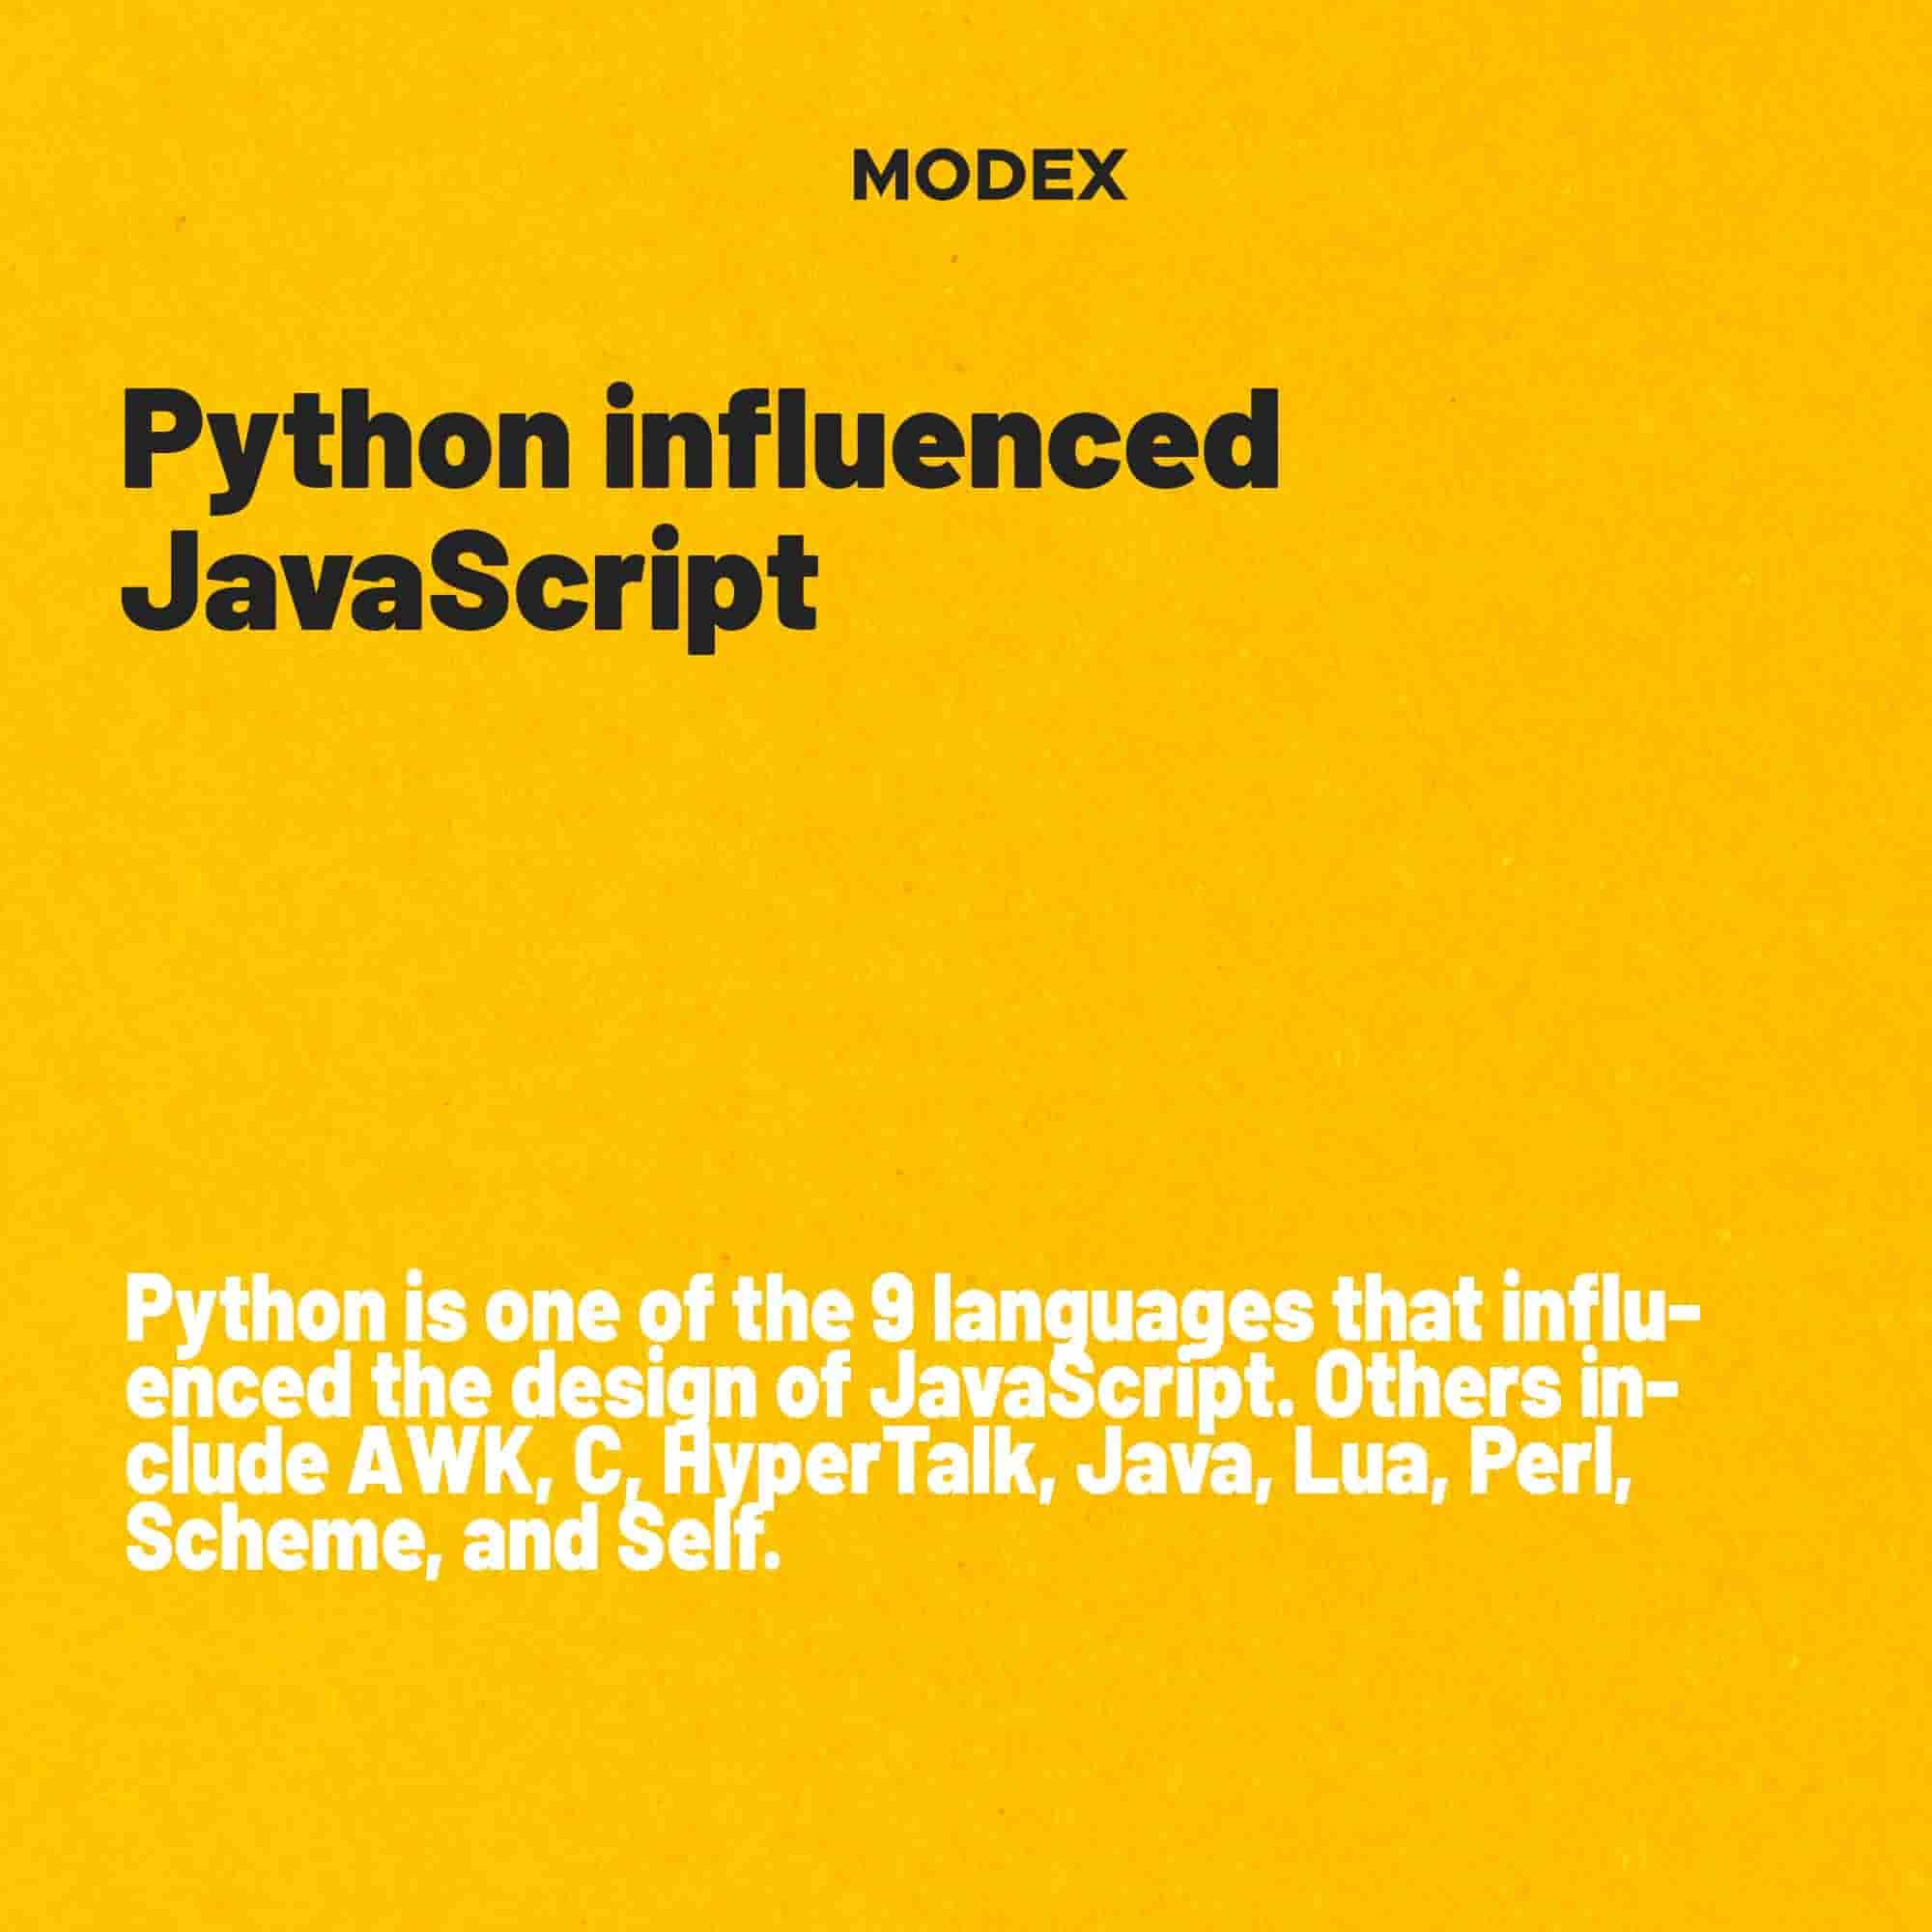 MODEX
Python influenced
JavaScript
Python is one of the 9 languages that influ-
enced the design of JavaScript. Others in-
clude AWK, C, HyperTalk, Java, Lua, Perl,
Scheme, and Self.